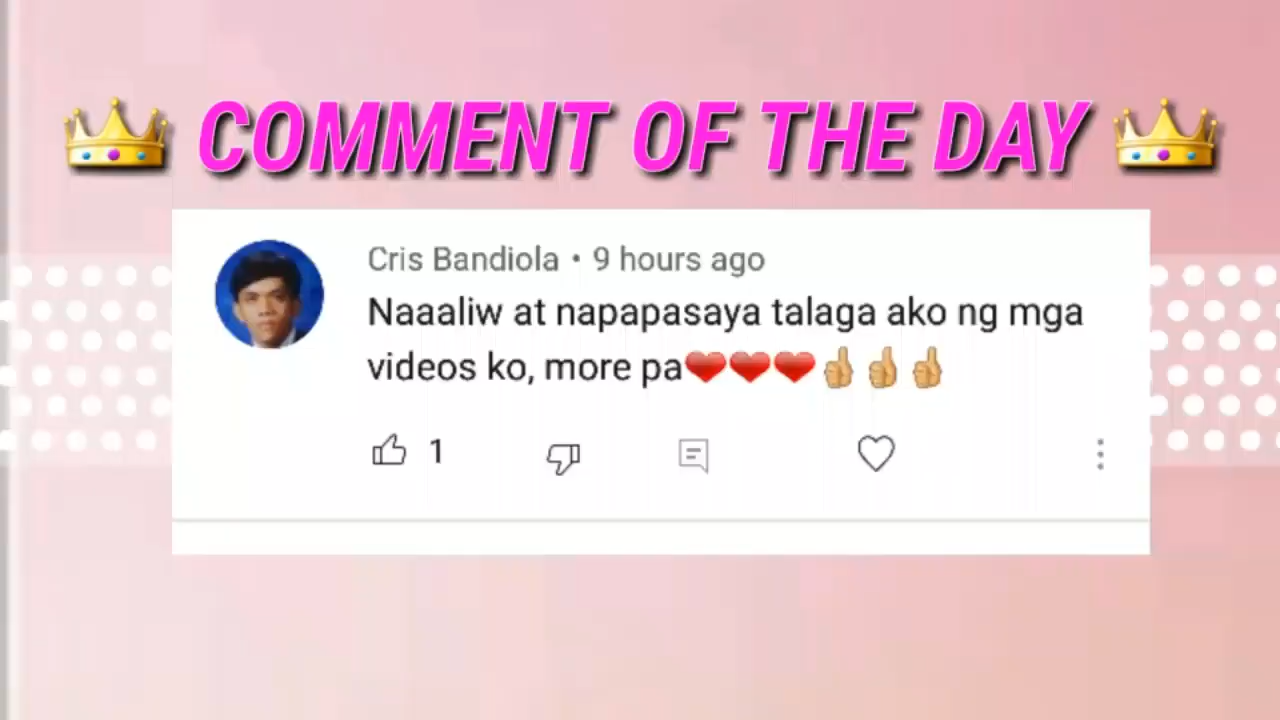 COMMENT OF THE DAY
Cris Bandiola • 9 hours ago
Naaaliw at napapasaya talaga ako ng mga
videos ko, more pa❤️❤️❤️👍🏼👍🏼👍🏼
1